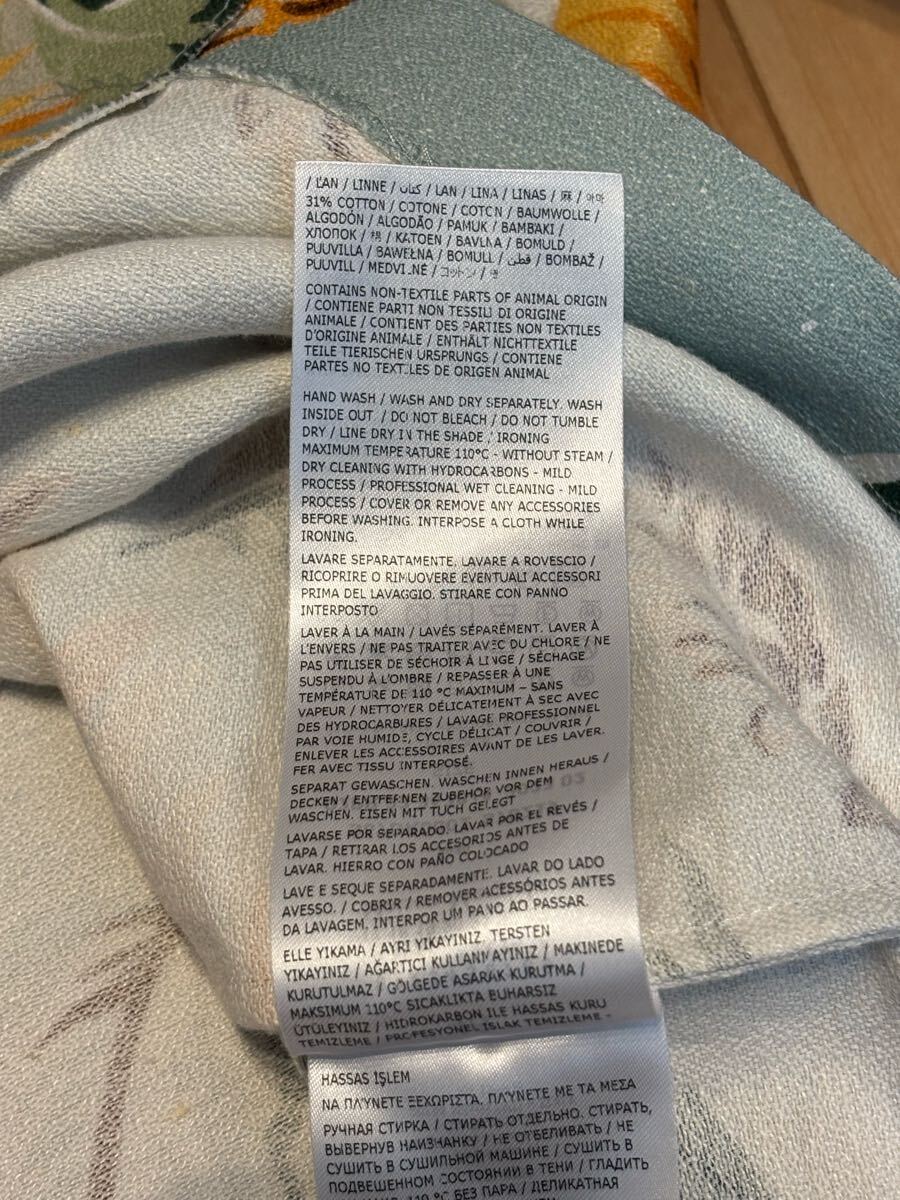 / LAN / LINNE / كتان / LAN / LINA / LINAS / 麻 / 아마
31% COTTON / COTONE / COTON / BAUMWOLLE /
ALGODÓN / ALGODÃO / PAMUK / BAMBAKI /
ХЛОПОК / 棉 / KATOEN / BAVLNA / BOMULD /
PUUVILLA / BAWEŁNA / BOMULL / قطن / BOMBAŽ /
PUUVILL / MEDVILNĖ / コットン / 면
CONTAINS NON-TEXTILE PARTS OF ANIMAL ORIGIN
/ CONTIENE PARTI NON TESSILI DI ORIGINE
ANIMALE / CONTIENT DES PARTIES NON TEXTILES
D'ORIGINE ANIMALE / ENTHÄLT NICHTTEXTILE
TEILE TIERISCHEN URSPRUNGS / CONTIENE
PARTES NO TEXTILES DE ORIGEN ANIMAL
HAND WASH / WASH AND DRY SEPARATELY. WASH
INSIDE OUT / DO NOT BLEACH / DO NOT TUMBLE
DRY / LINE DRY IN THE SHADE / IRONING
MAXIMUM TEMPERATURE 110°C - WITHOUT STEAM /
DRY CLEANING WITH HYDROCARBONS - MILD
PROCESS / PROFESSIONAL WET CLEANING - MILD
PROCESS / COVER OR REMOVE ANY ACCESSORIES
BEFORE WASHING. INTERPOSE A CLOTH WHILE
IRONING.
LAVARE SEPARATAMENTE. LAVARE A ROVESCIO /
RICOPRIRE O RIMUOVERE EVENTUALI ACCESSORI
PRIMA DEL LAVAGGIO. STIRARE CON PANNO
INTERPOSTO
LAVER À LA MAIN / LAVÉS SÉPARÉMENT. LAVER À
L'ENVERS / NE PAS TRAITER AVEC DU CHLORE / NE
PAS UTILISER DE SÉCHOIR À LINGE / SÉCHAGE
SUSPENDU À L'OMBRE / REPASSER À UNE
TEMPÉRATURE DE 110 °C MAXIMUM – SANS
VAPEUR / NETTOYER DÉLICATEMENT À SEC AVEC
DES HYDROCARBURES / LAVAGE PROFESSIONNEL
PAR VOIE HUMIDE, CYCLE DÉLICAT / COUVRIR /
ENLEVER LES ACCESSOIRES AVANT DE LES LAVER.
FER AVEC TISSU INTERPOSÉ.
SEPARAT GEWASCHEN. WASCHEN INNEN HERAUS /
DECKEN / ENTFERNEN ZUBEHÖR VOR DEM
WASCHEN. EISEN MIT TUCH GELEGT
LAVARSE POR SEPARADO. LAVAR POR EL REVÉS /
TAPA / RETIRAR LOS ACCESORIOS ANTES DE
LAVAR. HIERRO CON PAÑO COLOCADO
LAVE E SEQUE SEPARADAMENTE. LAVAR DO LADO
AVESSO. / COBRIR / REMOVER ACESSÓRIOS ANTES
DA LAVAGEM. INTERPOR UM PANO AO PASSAR.
ELLE YIKAMA / AYRI YIKAYINIZ. TERSTEN
YIKAYINIZ / AĞARTICI KULLANMAYINIZ / MAKINEDE
KURUTULMAZ / GÖLGEDE ASARAK KURUTMA /
MAKSIMUM 110°C SICAKLIKTA BUHARSIZ
ÜTÜLEYINIZ / HIDROKARBON ILE HASSAS KURU
TEMIZLEME / PROFESYONEL ISLAK TEMIZLEME -
HASSAS IŞLEM
ΝΑ ΠΛΥΝΕΤΕ ΞΕΧΩΡΙΣΤΑ. ΠΛΥΝΕΤΕ ΜΕ ΤΑ ΜΕΣΑ
РУЧНАЯ СТИРКА / СТИРАТЬ ОТДЕЛЬНО. СТИРАТЬ,
ВЫВЕРНУВ НАИЗНАНКУ / НЕ ОТБЕЛИВАТЬ / НЕ
СУШИТЬ В СУШИЛЬНОЙ МАШИНЕ / СУШИТЬ В
ПОДВЕШЕННОМ СОСТОЯНИИ В ТЕНИ / ГЛАДИТЬ
110 °C БЕЗ ПАРА / ДЕЛИКАТНАЯ